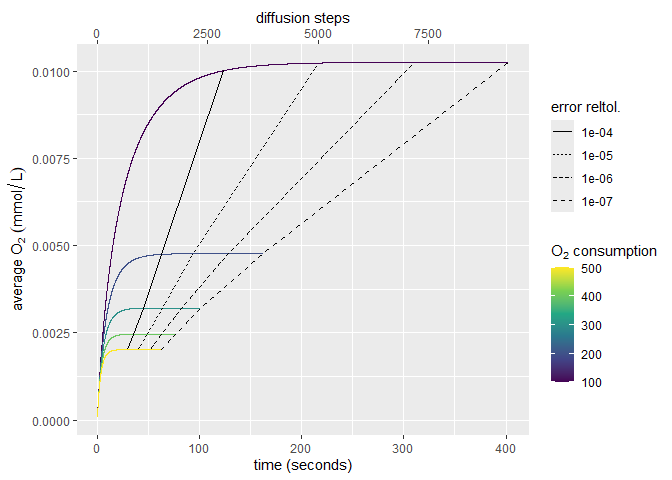 diffusion steps
0 2500 5000 7500
average O₂ (mmol/L)
0.0100
0.0075
0.0050
0.0025
0.0000
0 100 200 300 400
time (seconds)
error reltol.
1e-04
1e-05
1e-06
1e-07
O₂ consumption
500
400
300
200
100